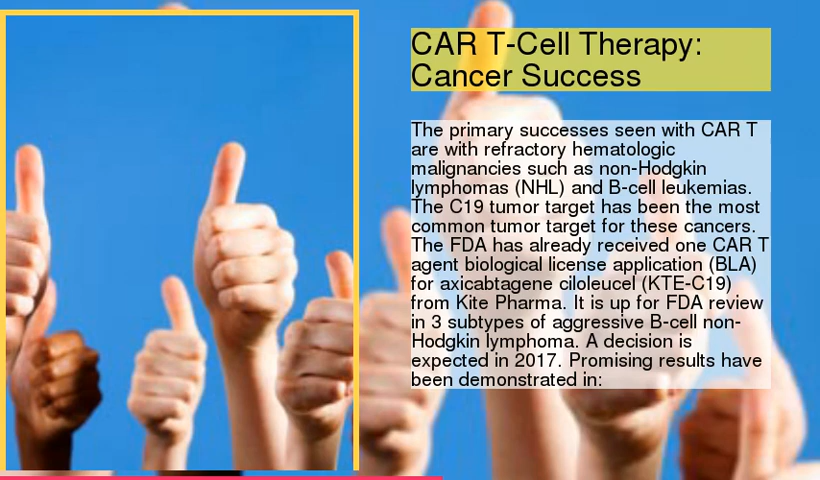 CAR T-Cell Therapy:
Cancer Success
The primary successes seen with CAR T
are with refractory hematologic
malignancies such as non-Hodgkin
lymphomas (NHL) and B-cell leukemias.
The C19 tumor target has been the most
common tumor target for these cancers.
The FDA has already received one CAR T
agent biological license application (BLA)
for axicabtagene ciloleucel (KTE-C19)
from Kite Pharma. It is up for FDA review
in 3 subtypes of aggressive B-cell non-
Hodgkin lymphoma. A decision is
expected in 2017. Promising results have
been demonstrated in: